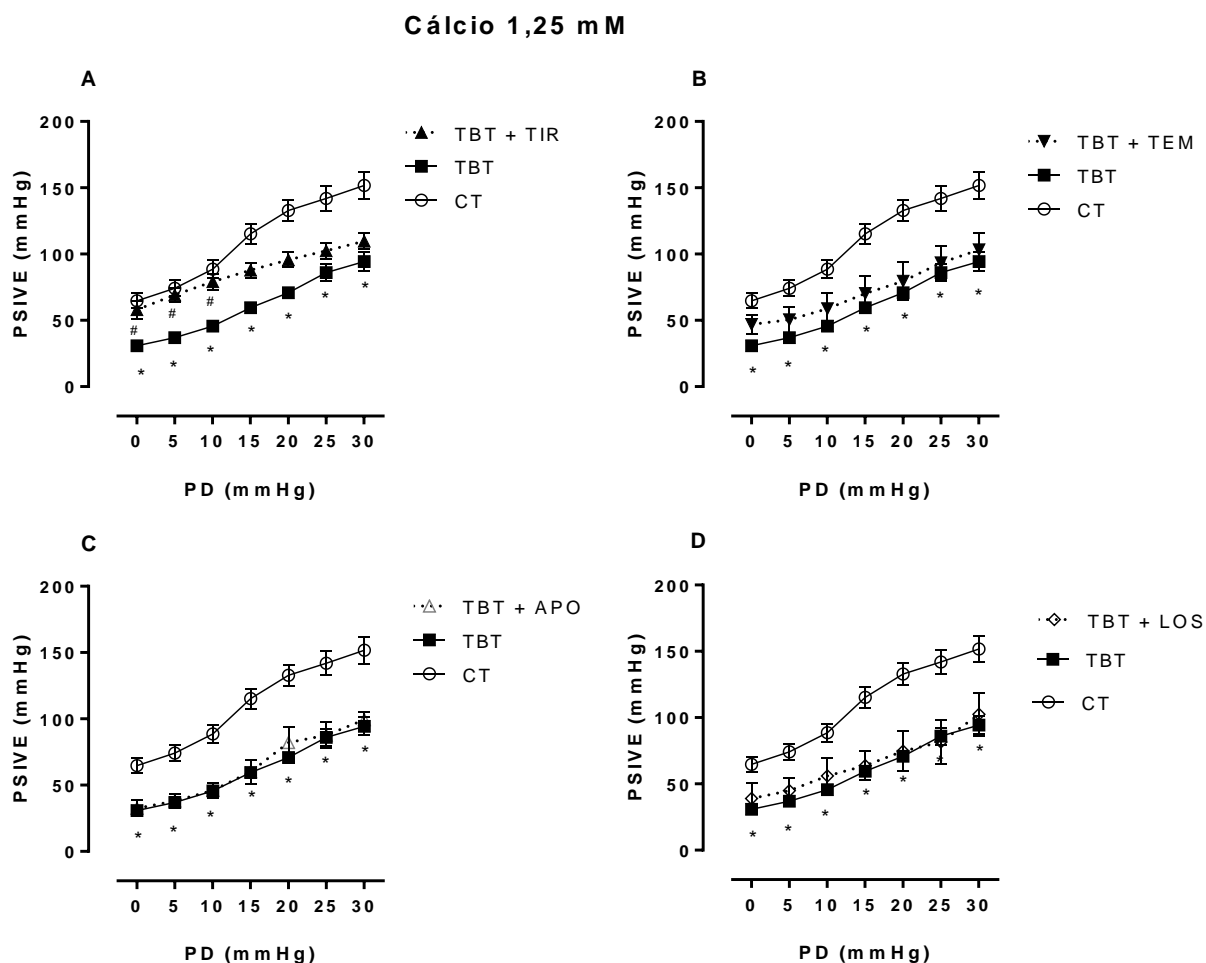 Cálcio 1,25 mM
A
TBT + TIR
TBT
CT
200
150
100
50
0
PSIVE (mmHg)
#
#
#
*
*
*
*
*
*
*
0 5 10 15 20 25 30
PD (mmHg)
B
TBT + TEM
TBT
CT
200
150
100
50
0
PSIVE (mmHg)
*
*
*
*
*
*
*
0 5 10 15 20 25 30
PD (mmHg)
C
TBT + APO
TBT
CT
200
150
100
50
0
PSIVE (mmHg)
*
*
*
*
*
*
*
0 5 10 15 20 25 30
PD (mmHg)
D
TBT + LOS
TBT
CT
200
150
100
50
0
PSIVE (mmHg)
*
*
*
*
*
*
*
0 5 10 15 20 25 30
PD (mmHg)